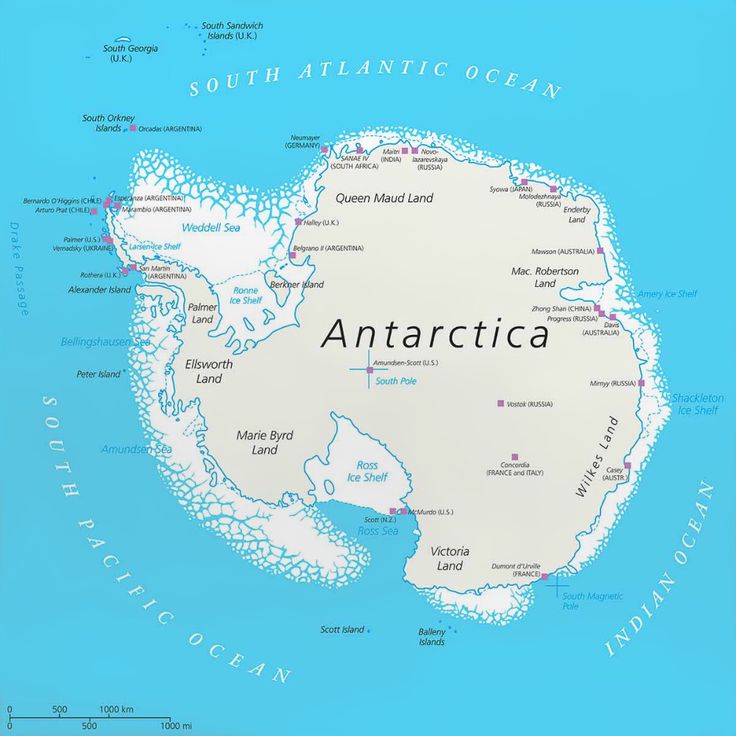 South Sandwich
Islands (U.K.)
South Georgia
(U.K.)
SOUTH ATLANTIC OCEAN
South Orkney
Islands
Orcadas (ARGENTINA)
Neumayer
(GERMANY)
SANAE IV
(SOUTH AFRICA)
Maitri
(INDIA)
Novo-
lazarevskaya
(RUSSIA)
Syowa (JAPAN)
Molodezhnaya
(RUSSIA)
Enderby
Land
Queen Maud Land
Bernardo O'Higgins (CHILE)
Esperanza (ARGENTINA)
Arturo Prat (CHILE)
Marambio (ARGENTINA)
Weddell Sea
Halley (U.K.)
Drake Passage
Palmer (U.S.)
Vernadsky (UKRAINE)
Larsen Ice Shelf
Belgrano II (ARGENTINA)
Mawson (AUSTRALIA)
Rothera (U.K.)
San Martin
(ARGENTINA)
Mac. Robertson
Land
Alexander Island
Ronne
Ice Shelf
Berkner Island
Amery Ice Shelf
Palmer
Land
Zhong Shan (CHINA)
Progress (RUSSIA)
Davis
(AUSTRALIA)
Antarctica
Bellingshausen Sea
Ellsworth
Land
Peter Island
Amundsen-Scott (U.S.)
South Pole
Mirnyy (RUSSIA)
Shackleton
Ice Shelf
Vostok (RUSSIA)
SOUTH PACIFIC OCEAN
Amundsen Sea
Marie Byrd
Land
Wilkes Land
Ross
Ice Shelf
Concordia
(FRANCE and ITALY)
Casey
(AUSTR.)
Scott (N.Z.)
McMurdo (U.S.)
Ross Sea
INDIAN OCEAN
Victoria
Land
Dumont d'Urville
(FRANCE)
South Magnetic
Pole
Scott Island
Balleny
Islands
0 500 1000 km
0 500 1000 mi